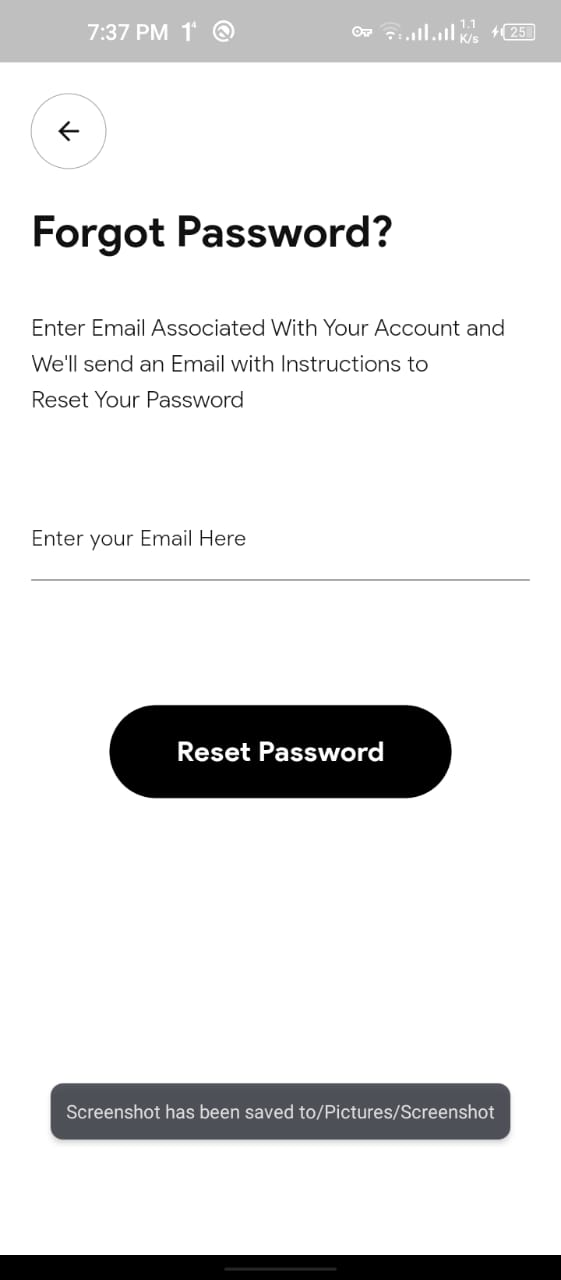 7:37 PM
1.1
K/s
25
Forgot Password?
Enter Email Associated With Your Account and
We'll send an Email with Instructions to
Reset Your Password
Enter your Email Here
Reset Password
Screenshot has been saved to/Pictures/Screenshot